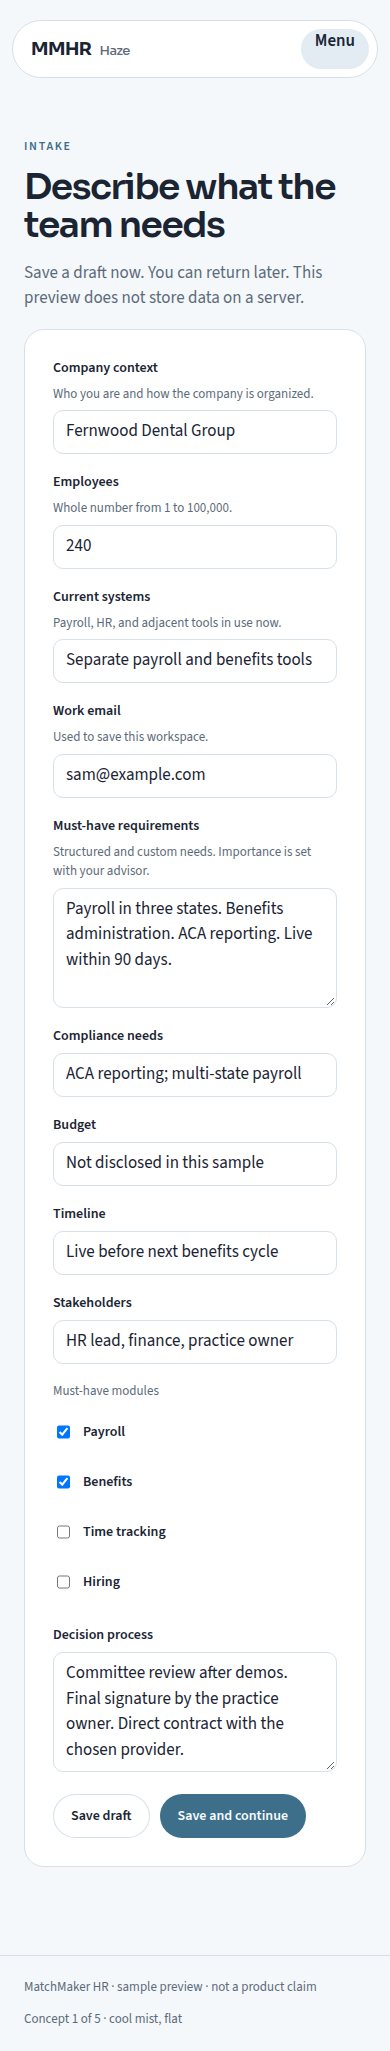 MMHR Haze
Menu
INTAKE
Describe what the
team needs
Save a draft now. You can return later. This
preview does not store data on a server.
Company context
Who you are and how the company is organized.
Fernwood Dental Group
Employees
Whole number from 1 to 100,000.
240
Current systems
Payroll, HR, and adjacent tools in use now.
Separate payroll and benefits tools
Work email
Used to save this workspace.
sam@example.com
Must-have requirements
Structured and custom needs. Importance is set
with your advisor.
Payroll in three states. Benefits
administration. ACA reporting. Live
within 90 days.
Compliance needs
ACA reporting; multi-state payroll
Budget
Not disclosed in this sample
Timeline
Live before next benefits cycle
Stakeholders
HR lead, finance, practice owner
Must-have modules
Payroll
Benefits
Time tracking
Hiring
Decision process
Committee review after demos.
Final signature by the practice
owner. Direct contract with the
chosen provider.
Save draft
Save and continue
MatchMaker HR · sample preview · not a product claim
Concept 1 of 5 · cool mist, flat